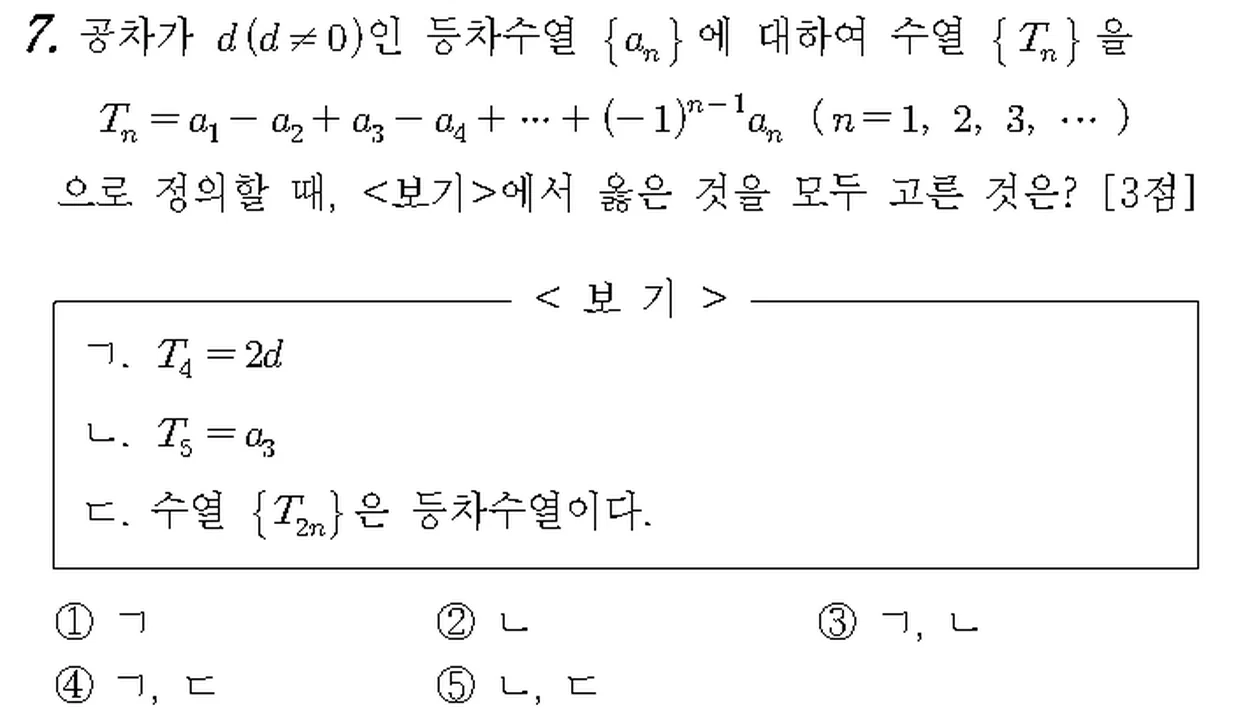 7. 공차가 d(d≠0)인 등차수열 {aₙ}에 대하여 수열 {Tₙ}을
Tₙ=a₁-a₂+a₃-a₄+⋯+(-1)ⁿ⁻¹aₙ (n=1, 2, 3, ⋯ )
으로 정의할 때, <보기>에서 옳은 것을 모두 고른 것은? [3점]
< 보 기 >
ㄱ. T₄=2d
ㄴ. T₅=a₃
ㄷ. 수열 {T₂ₙ}은 등차수열이다.
① ㄱ ② ㄴ ③ ㄱ, ㄴ
④ ㄱ, ㄷ ⑤ ㄴ, ㄷ